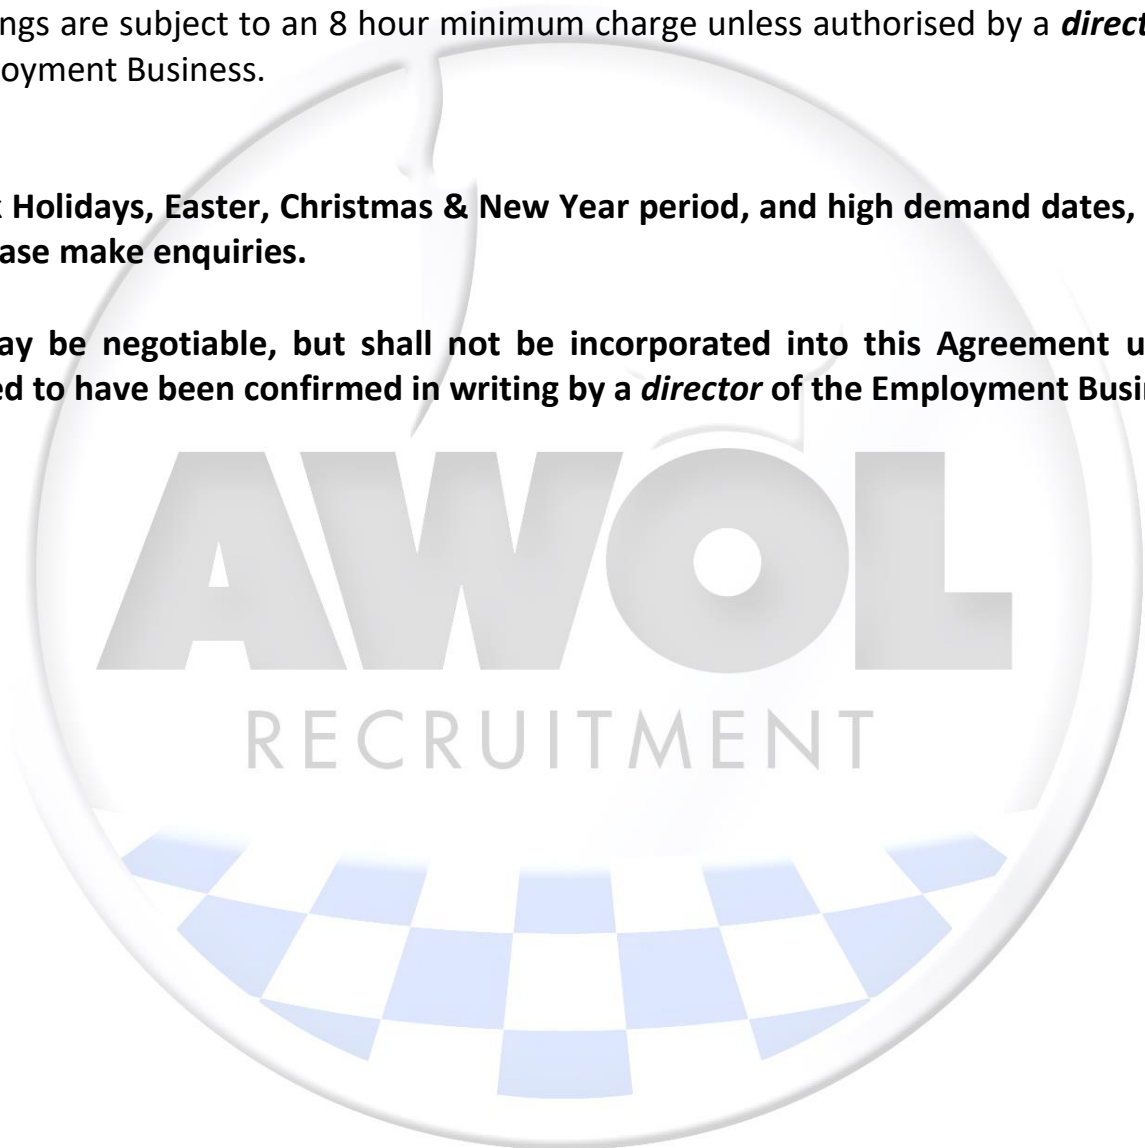 ngs are subject to an 8 hour minimum charge unless authorised by a direct
oyment Business.
k Holidays, Easter, Christmas & New Year period, and high demand dates,
ase make enquiries.
ay be negotiable, but shall not be incorporated into this Agreement u
ed to have been confirmed in writing by a director of the Employment Busi
AWOL
RECRUITMENT